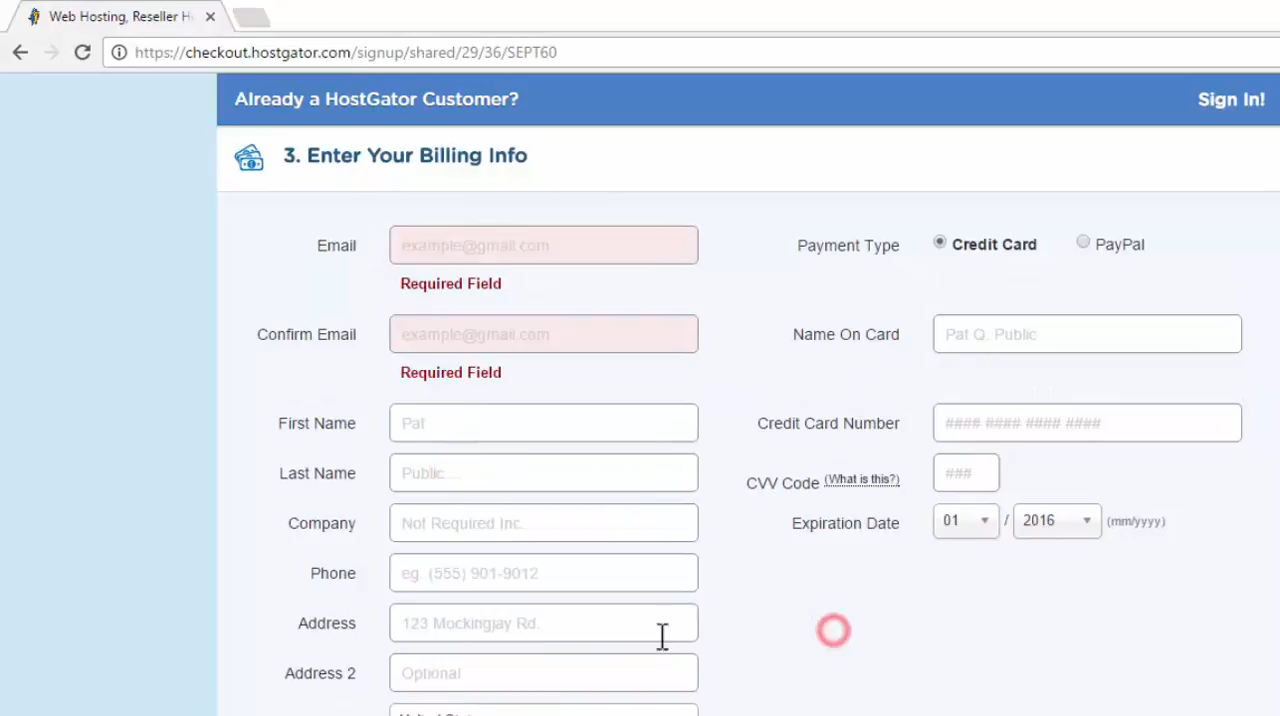 Web Hosting, Reseller H
https://checkout.hostgator.com/signup/shared/29/36/SEPT60
Already a HostGator Customer?
Sign In!
3. Enter Your Billing Info
Email
example@gmail.com
Required Field
Confirm Email
example@gmail.com
Required Field
First Name
Pat
Last Name
Public
Company
Not Required Inc.
Phone
eg. (555) 901-9012
Address
123 Mockingjay Rd.
Address 2
Optional
Payment Type
Credit Card
PayPal
Name On Card
Pat Q. Public
Credit Card Number
#### #### #### ####
CVV Code (What is this?)
###
Expiration Date
01 / 2016 (mm/yyyy)